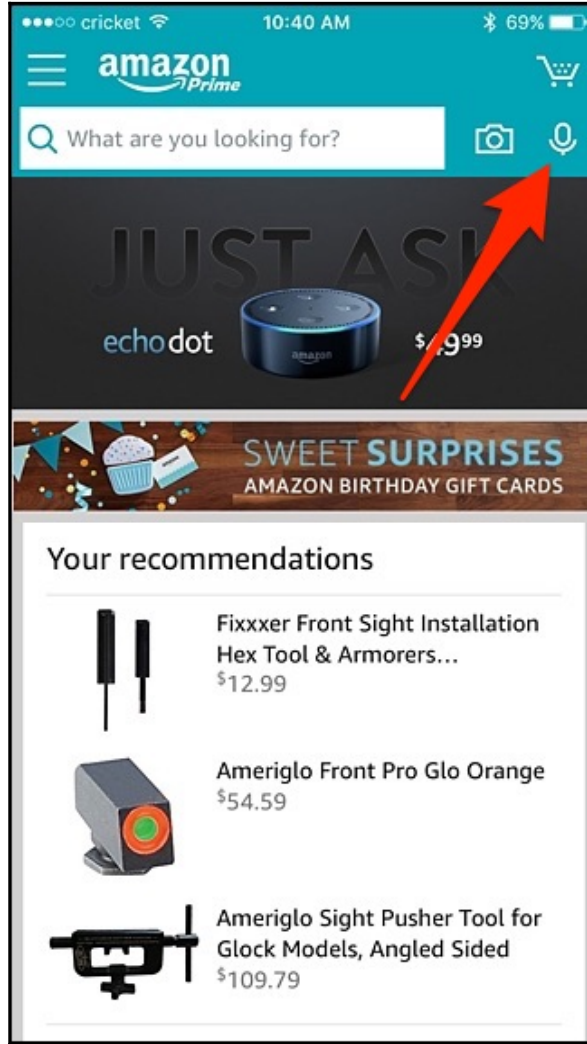 cricket 10:40 AM 69%
amazon
Prime
What are you looking for?
JUST ASK
echo dot amazon $49.99
SWEET SURPRISES
AMAZON BIRTHDAY GIFT CARDS
Your recommendations
Fixxxer Front Sight Installation
Hex Tool & Armorers...
$12.99
Ameriglo Front Pro Glo Orange
$54.59
Ameriglo Sight Pusher Tool for
Glock Models, Angled Sided
$109.79